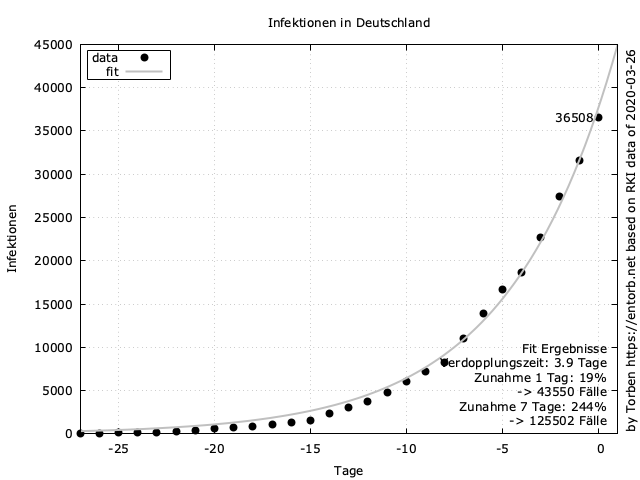 Infektionen in Deutschland
45000
40000
35000
30000
25000
20000
15000
10000
5000
0
Infektionen
data
fit
36508
Fit Ergebnisse
Verdopplungszeit: 3.9 Tage
Zunahme 1 Tag: 19%
-> 43550 Fälle
Zunahme 7 Tage: 244%
-> 125502 Fälle
-25
-20
-15
-10
-5
0
Tage
by Torben https://entorb.net based on RKI data of 2020-03-26